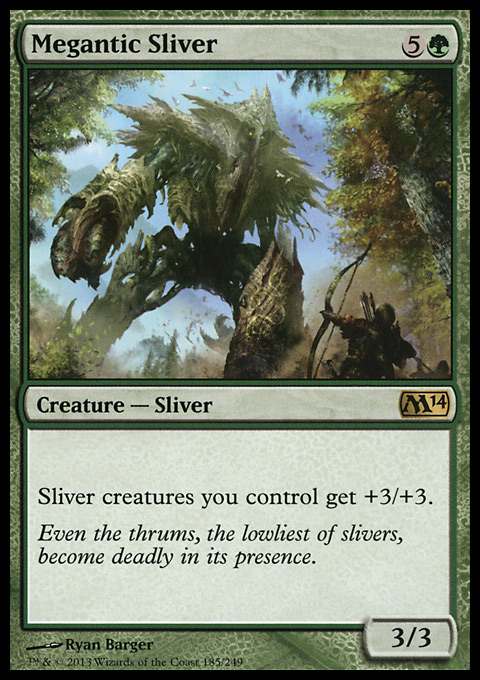 Megantic Sliver 5
Creature — Sliver M14
Sliver creatures you control get +3/+3.
Even the thrums, the lowliest of slivers,
become deadly in its presence.
3/3
Ryan Barger
™ & © 2013 Wizards of the Coast 185/249